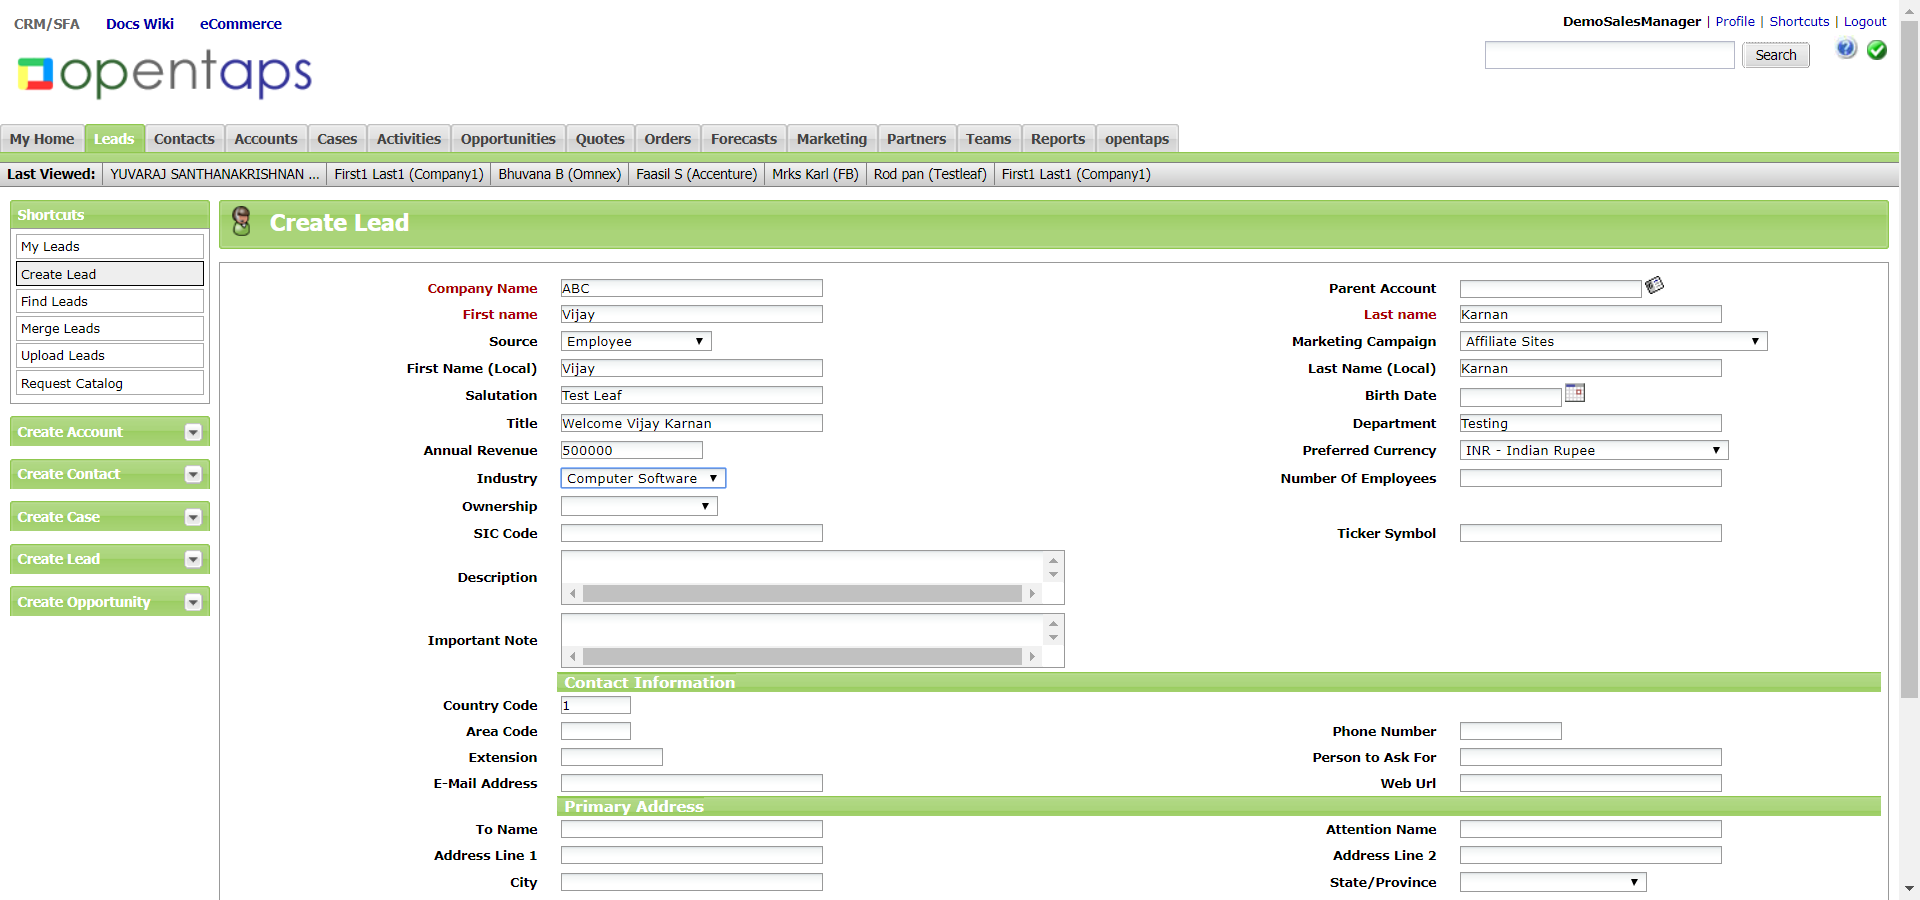 CRM/SFA Docs Wiki eCommerce
DemoSalesManager | Profile | Shortcuts | Logout
opentaps
Search
My Home Leads Contacts Accounts Cases Activities Opportunities Quotes Orders Forecasts Marketing Partners Teams Reports opentaps
Last Viewed: YUVARAJ SANTHANAKRISHNAN ... First1 Last1 (Company1) Bhuvana B (Omnex) Faasil S (Accenture) Mrks Karl (FB) Rod pan (Testleaf) First1 Last1 (Company1)
Shortcuts
My Leads
Create Lead
Find Leads
Merge Leads
Upload Leads
Request Catalog
Create Account
Create Contact
Create Case
Create Lead
Create Opportunity
Create Lead
Company Name ABC Parent Account
First name Vijay Last name Karnan
Source Employee Marketing Campaign Affiliate Sites
First Name (Local) Vijay Last Name (Local) Karnan
Salutation Test Leaf Birth Date
Title Welcome Vijay Karnan Department Testing
Annual Revenue 500000 Preferred Currency INR - Indian Rupee
Industry Computer Software Number Of Employees
Ownership
SIC Code Ticker Symbol
Description
Important Note
Contact Information
Country Code 1
Area Code Phone Number
Extension Person to Ask For
E-Mail Address Web Url
Primary Address
To Name Attention Name
Address Line 1 Address Line 2
City State/Province